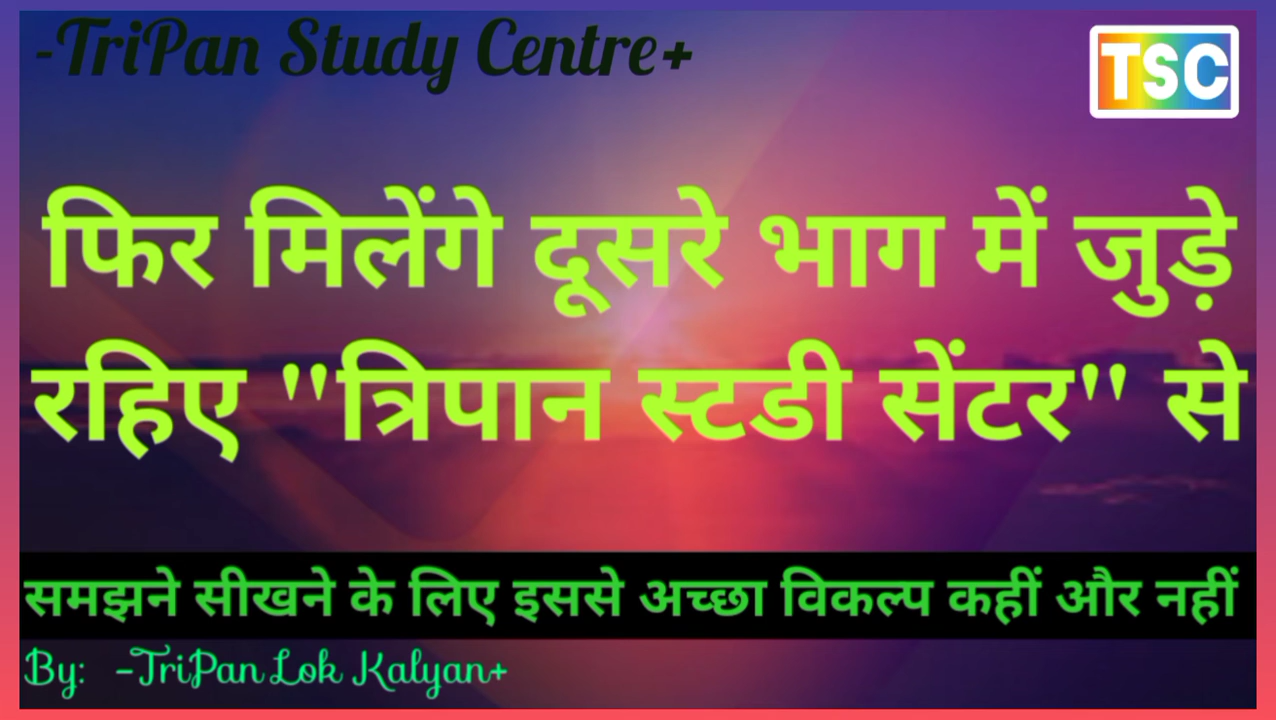 -TriPan Study Centre+
TSC
फिर मिलेंगे दूसरे भाग में जुड़े
रहिए "त्रिपान स्टडी सेंटर" से
समझने सीखने के लिए इससे अच्छा विकल्प कहीं और नहीं
By: -TriPan Lok Kalyan+